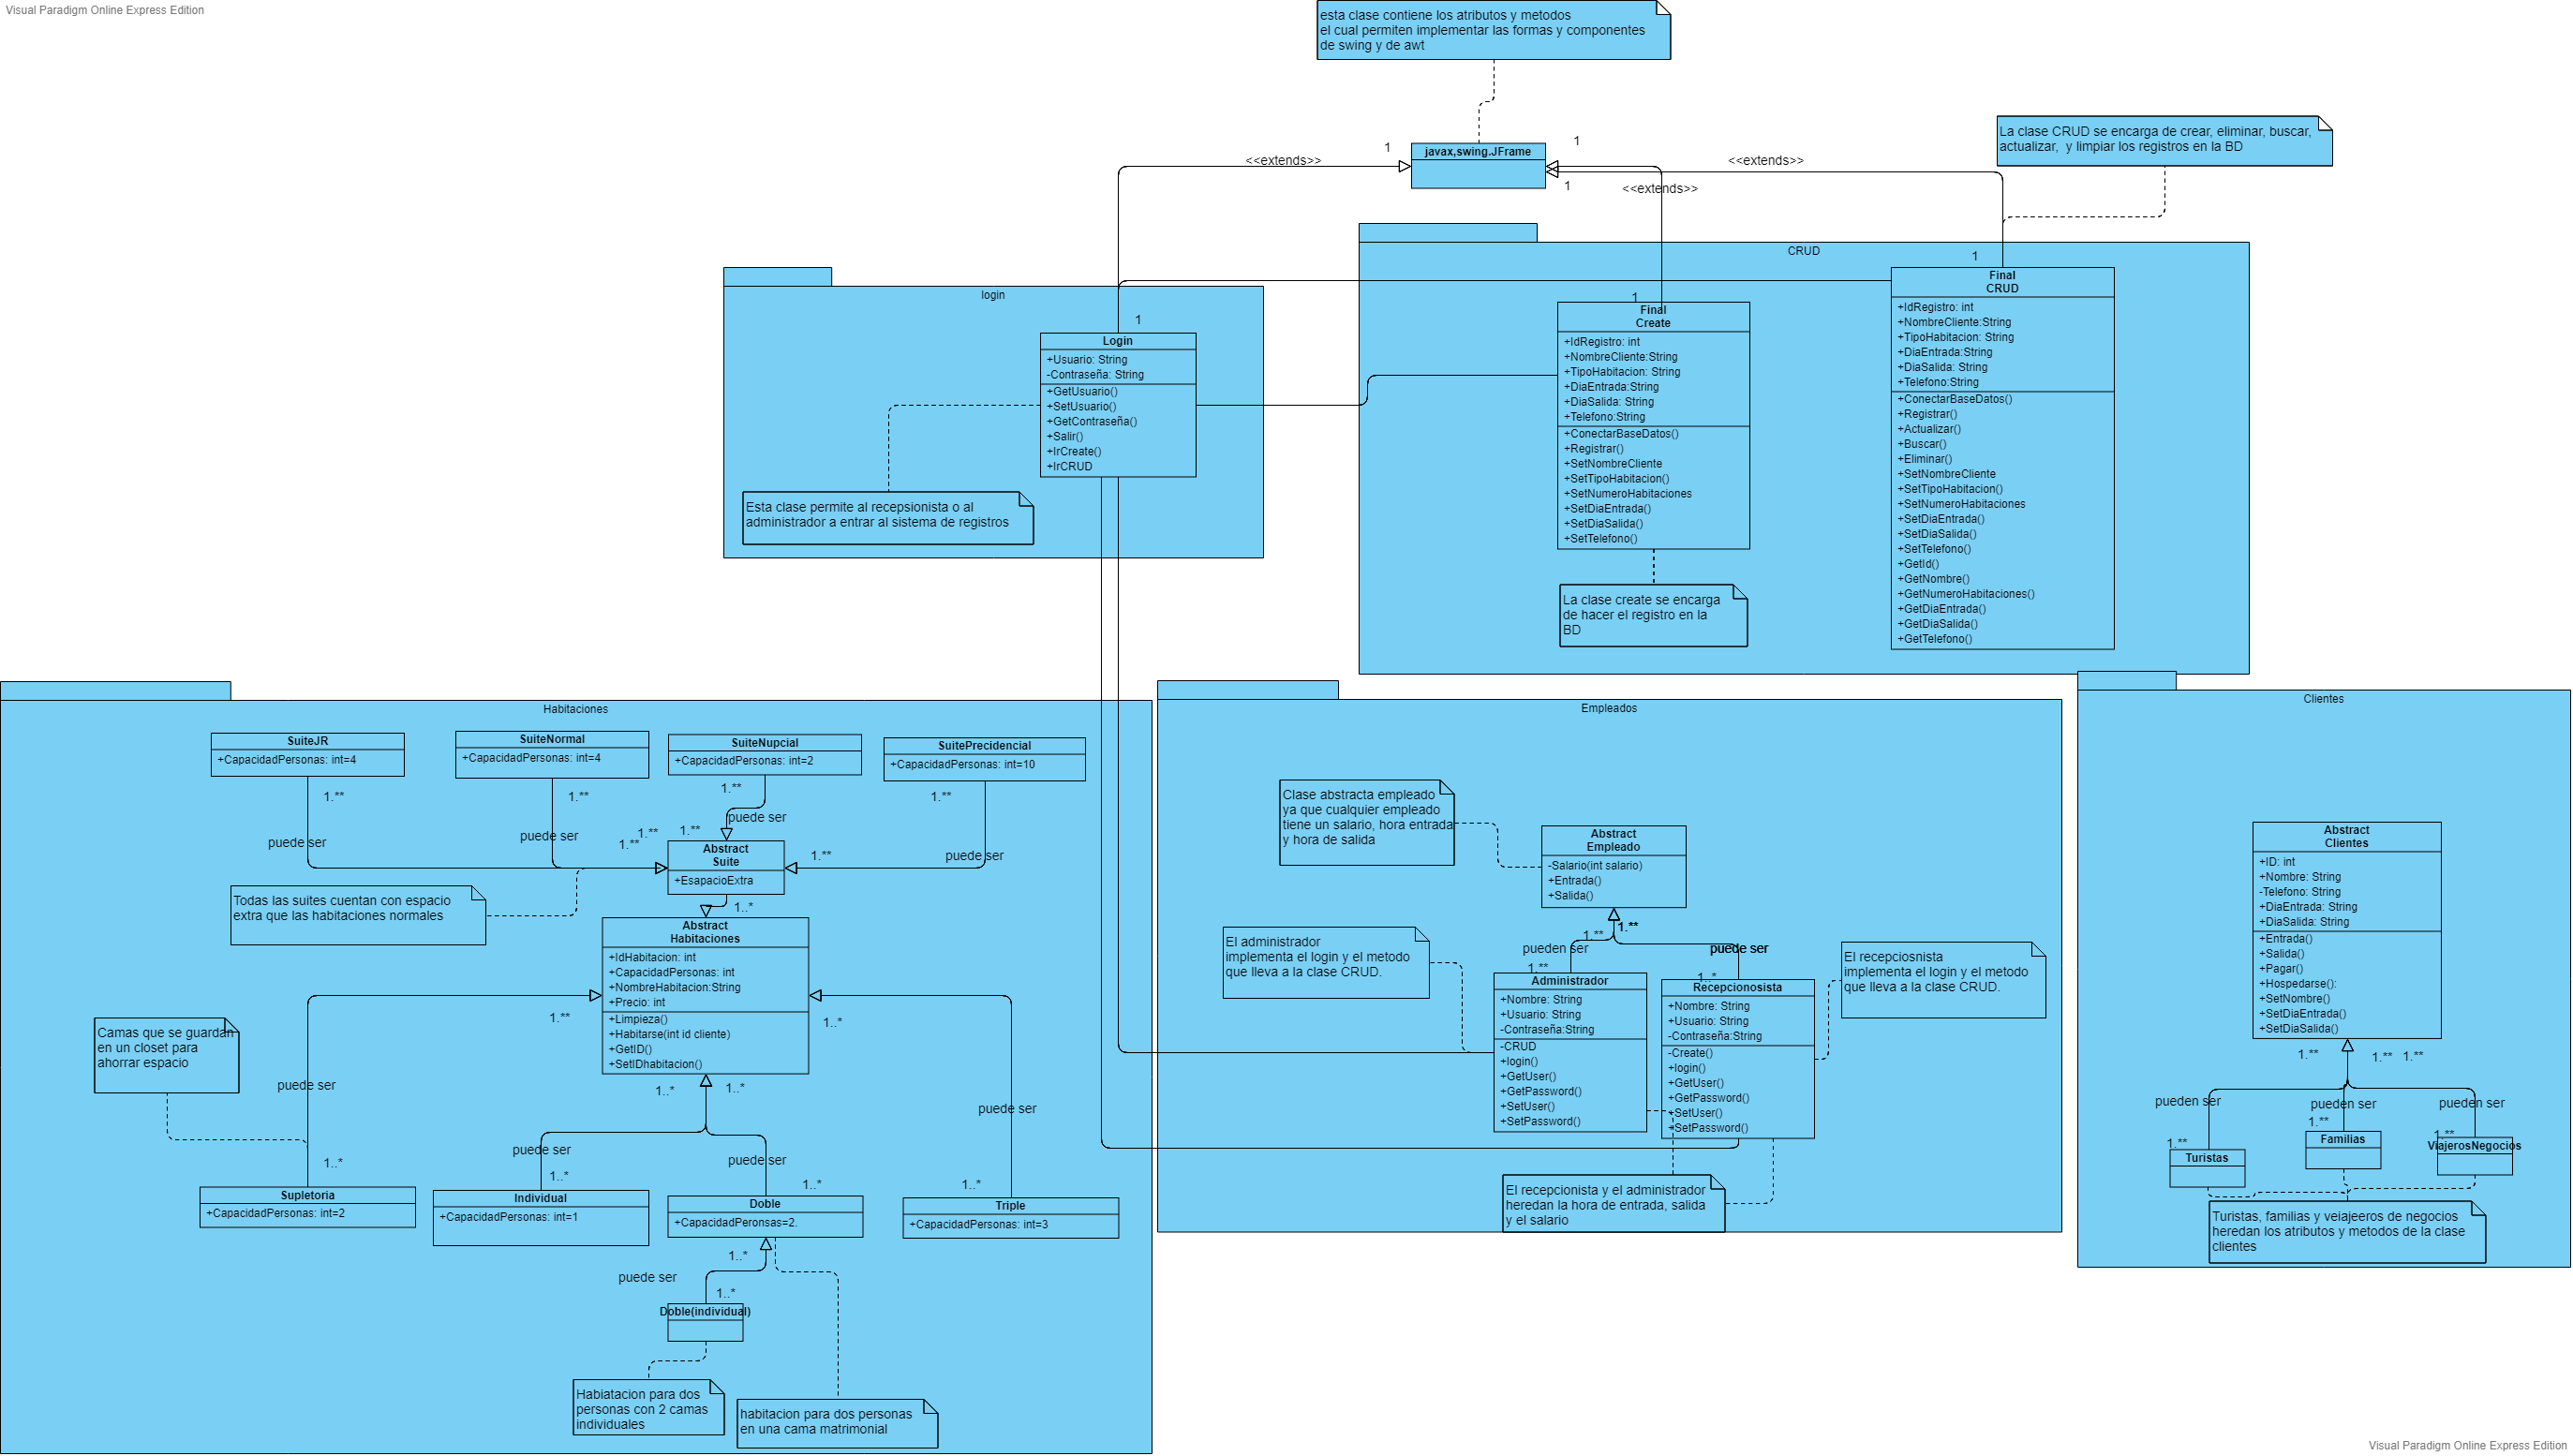 Visual Paradigm Online Express Edition
esta clase contiene los atributos y metodos
el cual permiten implementar las formas y componentes
de swing y de awt
La clase CRUD se encarga de crear, eliminar, buscar,
actualizar,  y limpiar los registros en la BD
1
<<extends>>
javax,swing.JFrame
1
<<extends>>
1
<<extends>>
CRUD
1
Final
CRUD
+IdRegistro: int
+NombreCliente:String
+TipoHabitacion: String
+DiaEntrada:String
+DiaSalida: String
+Telefono:String
+ConectarBaseDatos()
+Registrar()
+Actualizar()
+Buscar()
+Eliminar()
+SetNombreCliente
+SetTipoHabitacion()
+SetNumeroHabitaciones
+SetDiaEntrada()
+SetDiaSalida()
+SetTelefono()
+GetId()
+GetNombre()
+GetNumeroHabitaciones()
+GetDiaEntrada()
+GetDiaSalida()
+GetTelefono()
1
Final
Create
+IdRegistro: int
+NombreCliente:String
+TipoHabitacion: String
+DiaEntrada:String
+DiaSalida: String
+Telefono:String
+ConectarBaseDatos()
+Registrar()
+SetNombreCliente
+SetTipoHabitacion()
+SetNumeroHabitaciones
+SetDiaEntrada()
+SetDiaSalida()
+SetTelefono()
La clase create se encarga
de hacer el registro en la
BD
login
1
Login
+Usuario: String
-Contraseña: String
+GetUsuario()
+SetUsuario()
+GetContraseña()
+Salir()
+IrCreate()
+IrCRUD
Esta clase permite al recepsionista o al
administrador a entrar al sistema de registros
Habitaciones
SuiteJR
+CapacidadPersonas: int=4
SuiteNormal
+CapacidadPersonas: int=4
SuiteNupcial
+CapacidadPersonas: int=2
SuitePrecidencial
+CapacidadPersonas: int=10
1.**
1.**
1.**
1.**
puede ser
puede ser
puede ser
puede ser
1.**
1.**
1.**
1.**
Abstract
Suite
+EsapacioExtra
Todas las suites cuentan con espacio
extra que las habitaciones normales
1..*
Abstract
Habitaciones
+IdHabitacion: int
+CapacidadPersonas: int
+NombreHabitacion:String
+Precio: int
+Limpieza()
+Habitarse(int id cliente)
+GetID()
+SetIDhabitacion()
1.**
1..*
Camas que se guardan
en un closet para
ahorrar espacio
puede ser
1..*
1..*
puede ser
puede ser
puede ser
1..*
1..*
1..*
1..*
Supletoria
+CapacidadPersonas: int=2
Individual
+CapacidadPersonas: int=1
Doble
+CapacidadPeronsas=2.
Triple
+CapacidadPersonas: int=3
1..*
puede ser
1..*
Doble(individual)
Habiatacion para dos
personas con 2 camas
individuales
habitacion para dos personas
en una cama matrimonial
Empleados
Clase abstracta empleado
ya que cualquier empleado
tiene un salario, hora entrada
y hora de salida
Abstract
Empleado
-Salario(int salario)
+Entrada()
+Salida()
1.**
1.**
pueden ser
puede ser
1.**
1..*
El administrador
implementa el login y el metodo
que lleva a la clase CRUD.
El recepciosnista
implementa el login y el metodo
que lleva a la clase CRUD.
Administrador
+Nombre: String
+Usuario: String
-Contraseña:String
-CRUD
+login()
+GetUser()
+GetPassword()
+SetUser()
+SetPassword()
Recepcionosista
+Nombre: String
+Usuario: String
-Contraseña:String
-Create()
+login()
+GetUser()
+GetPassword()
+SetUser()
+SetPassword()
El recepcionista y el administrador
heredan la hora de entrada, salida
y el salario
Clientes
Abstract
Clientes
+ID: int
+Nombre: String
-Telefono: String
+DiaEntrada: String
+DiaSalida: String
+Entrada()
+Salida()
+Pagar()
+Hospedarse():
+SetNombre()
+SetDiaEntrada()
+SetDiaSalida()
1.**
1.**
1.**
pueden ser
pueden ser
pueden ser
1.**
1.**
1.**
Turistas
Familias
ViajerosNegocios
Turistas, familias y veiajeeros de negocios
heredan los atributos y metodos de la clase
clientes
Visual Paradigm Online Express Edition